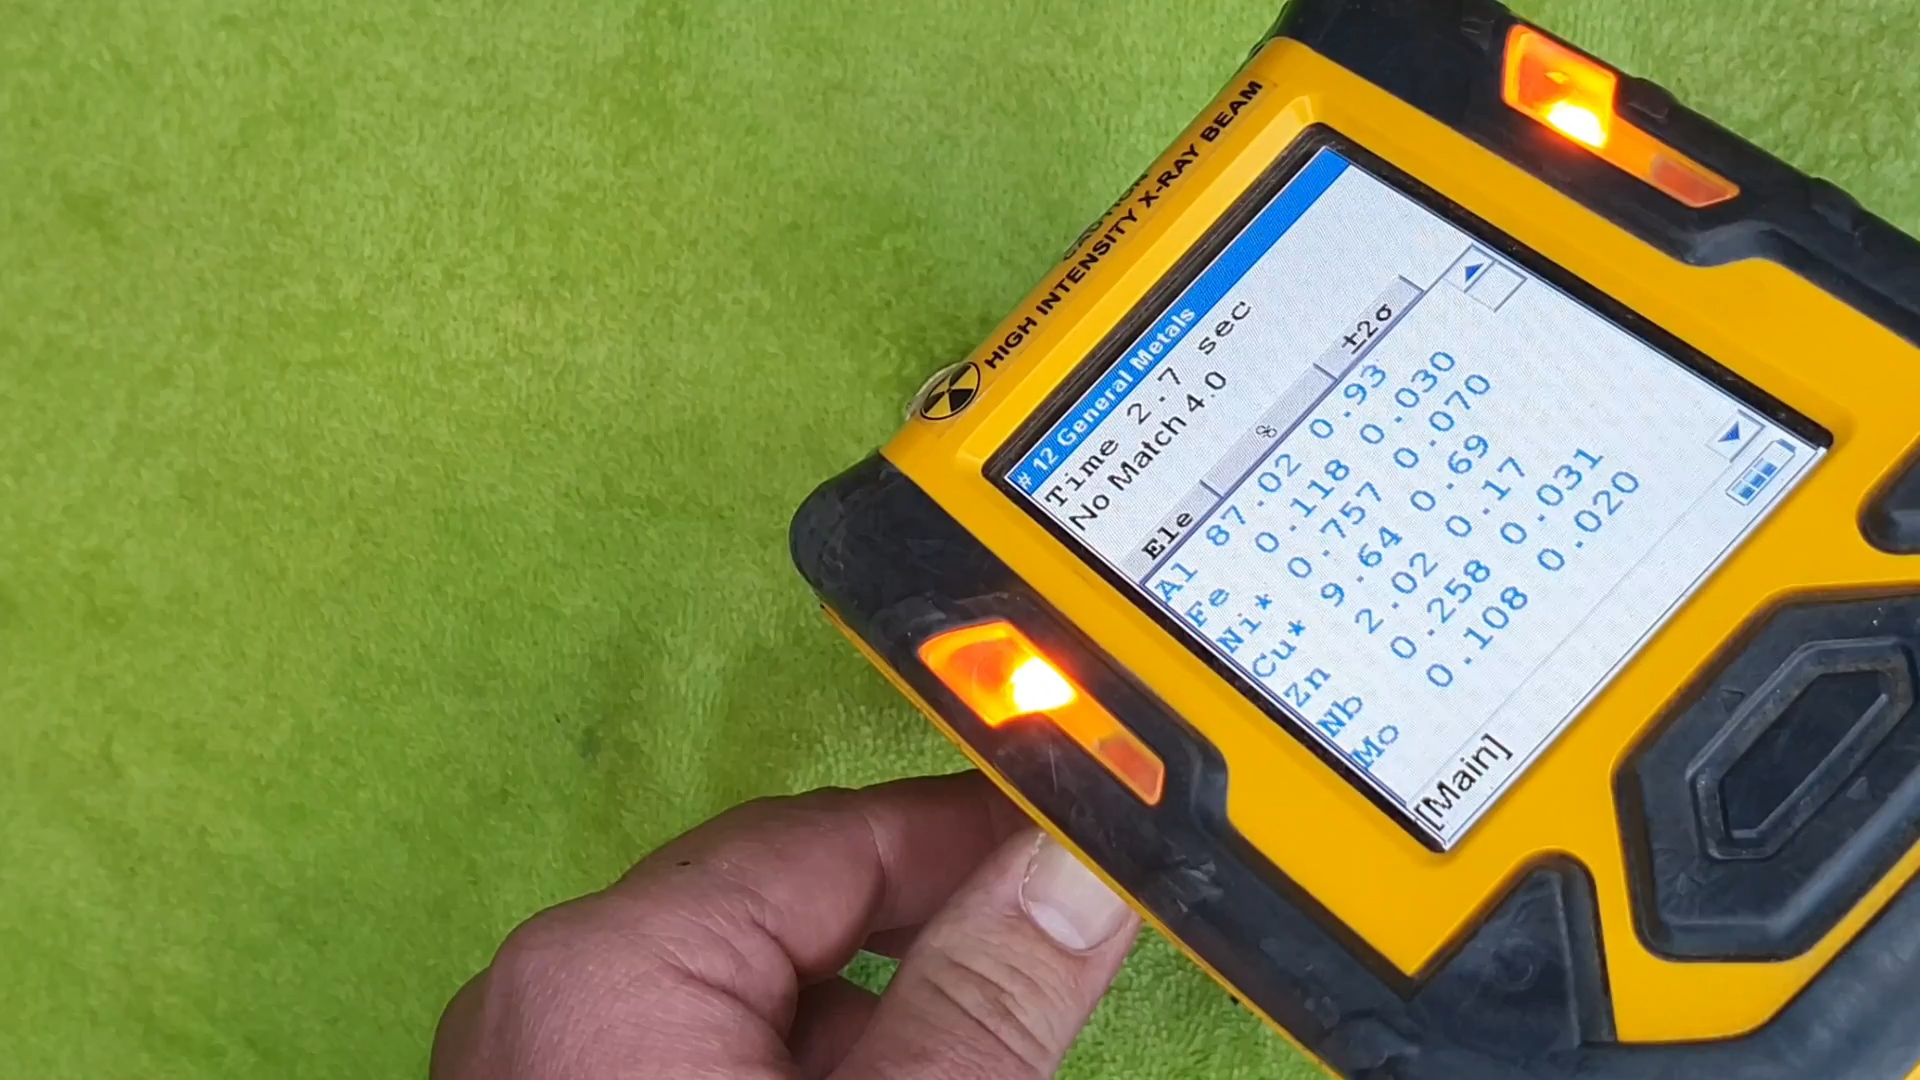 CAUTION
HIGH INTENSITY X-RAY BEAM
# 12 General Metals
Time 2.7 sec
No Match 4.0
Ele % ±2σ
Al 87.02 0.93
Fe 0.118 0.030
Ni* 0.757 0.070
Cu* 9.64 0.69
Zn 2.02 0.17
Nb 0.258 0.031
Mo 0.108 0.020
[Main]